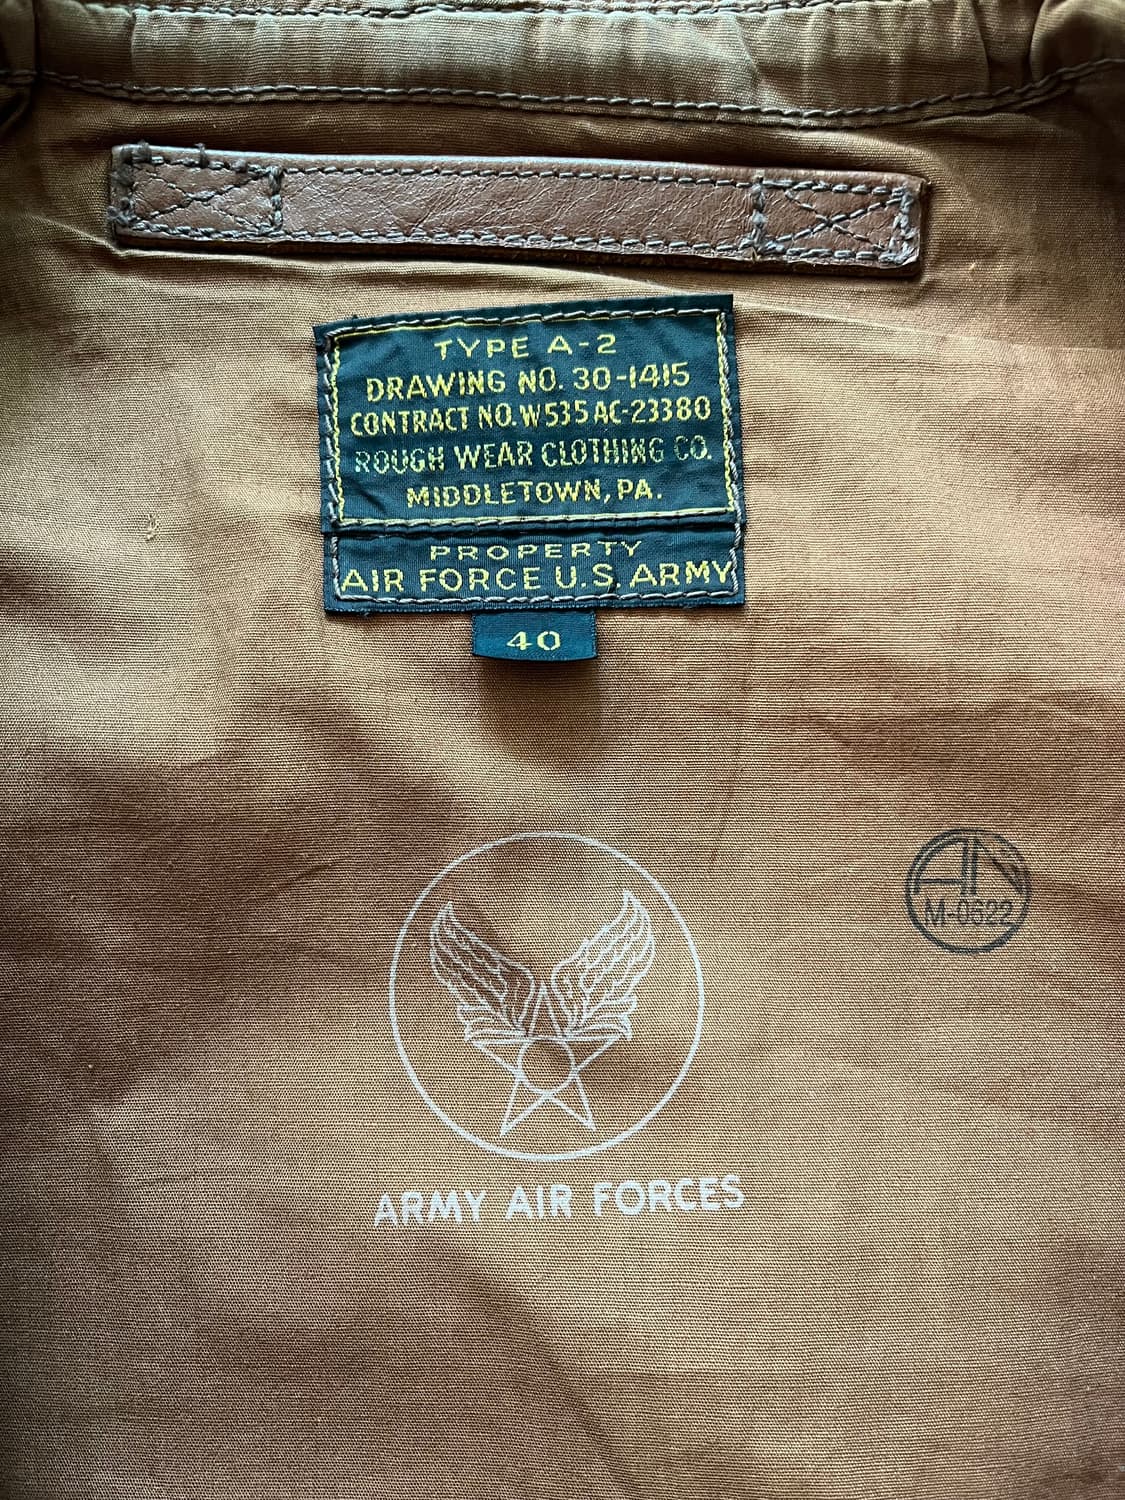 TYPE A-2
DRAWING NO. 30-1415
CONTRACT NO. W535 AC-23380
ROUGH WEAR CLOTHING CO.
MIDDLETOWN, PA.
PROPERTY
AIR FORCE U.S. ARMY
40
AN
M-0622
ARMY AIR FORCES